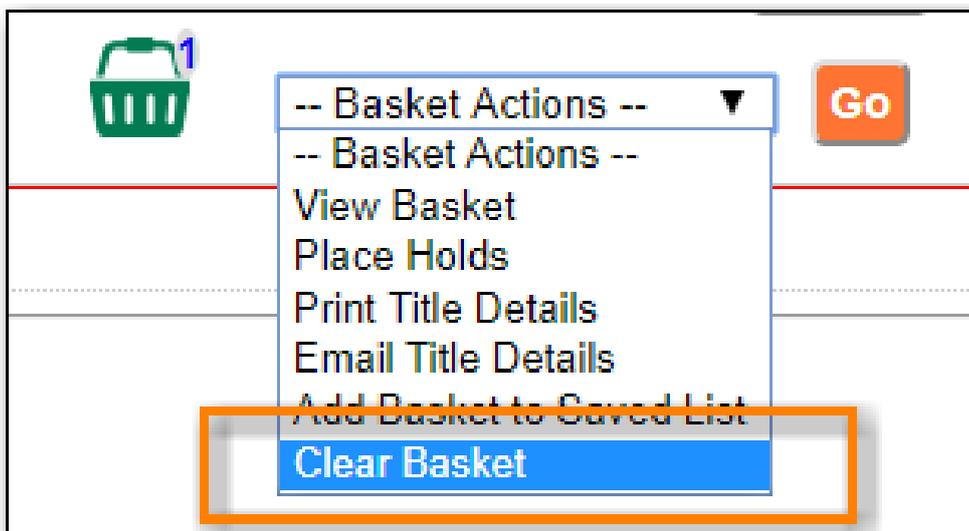 1
-- Basket Actions -- ▼ Go
-- Basket Actions --
View Basket
Place Holds
Print Title Details
Email Title Details
Add Basket to Saved List
Clear Basket